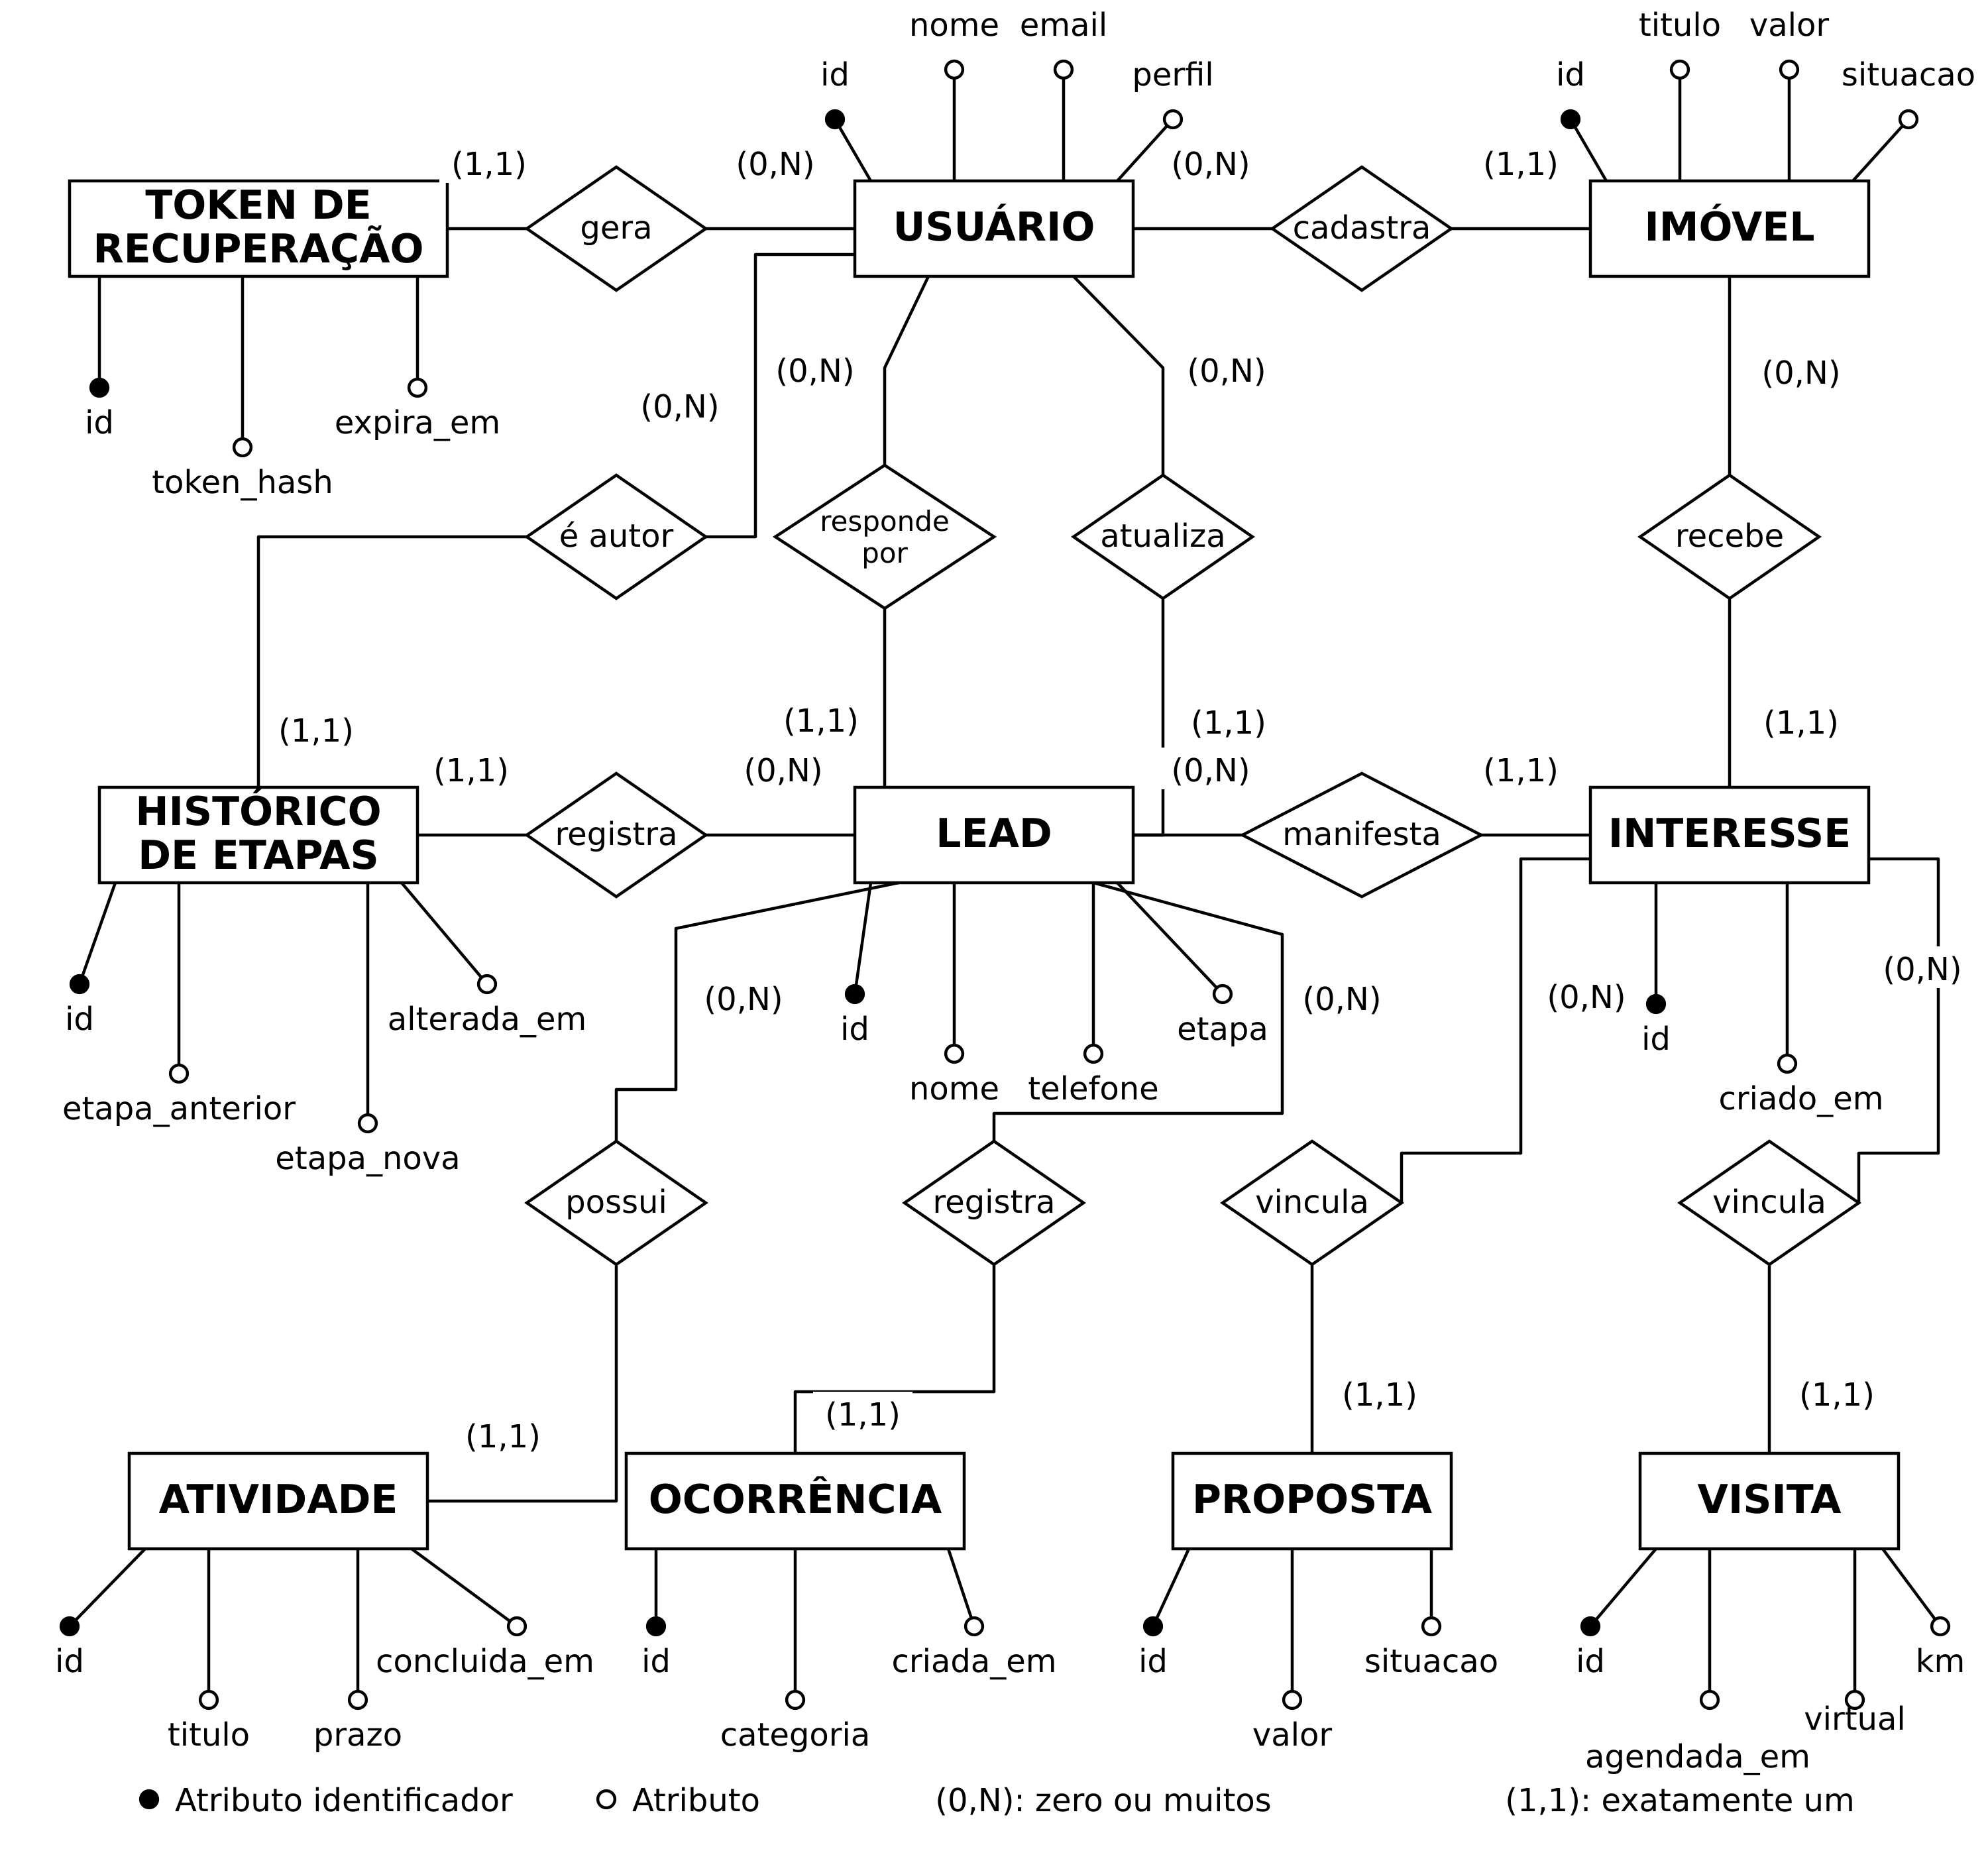 nome email titulo valor
id perfil id situacao
(1,1) (0,N) (0,N) (1,1)
TOKEN DE
RECUPERAÇÃO
gera
USUÁRIO
cadastra
IMÓVEL
(0,N) (0,N) (0,N)
(0,N)
id expira_em
token_hash
é autor
responde
por
atualiza
recebe
(1,1) (1,1) (1,1) (1,1)
(1,1) (0,N) (0,N) (1,1)
HISTÓRICO
DE ETAPAS
registra
LEAD
manifesta
INTERESSE
(0,N)
(0,N) (0,N) (0,N)
id alterada_em id etapa id
nome telefone criado_em
etapa_anterior
etapa_nova
possui registra vincula vincula
(1,1) (1,1)
(1,1) (1,1)
ATIVIDADE OCORRÊNCIA PROPOSTA VISITA
id concluida_em id criada_em id situacao id km
virtual
titulo prazo categoria valor
agendada_em
Atributo identificador Atributo (0,N): zero ou muitos (1,1): exatamente um